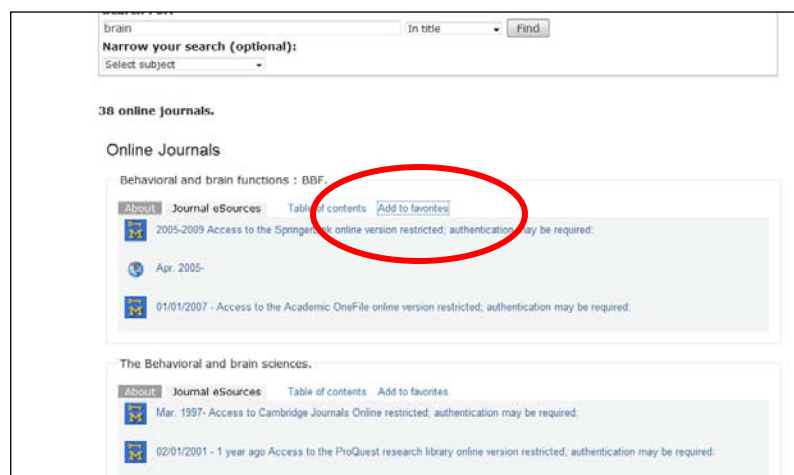 brain In title Find
Narrow your search (optional):
Select subject
38 online journals.
Online Journals
Behavioral and brain functions : BBF.
About Journal eSources Table of contents Add to favorites
2005-2009 Access to the SpringerLink online version restricted; authentication may be required:
Apr. 2005-
01/01/2007 - Access to the Academic OneFile online version restricted; authentication may be required:
The Behavioral and brain sciences.
About Journal eSources Table of contents Add to favorites
Mar. 1997- Access to Cambridge Journals Online restricted; authentication may be required:
02/01/2001 - 1 year ago Access to the ProQuest research library online version restricted; authentication may be required: